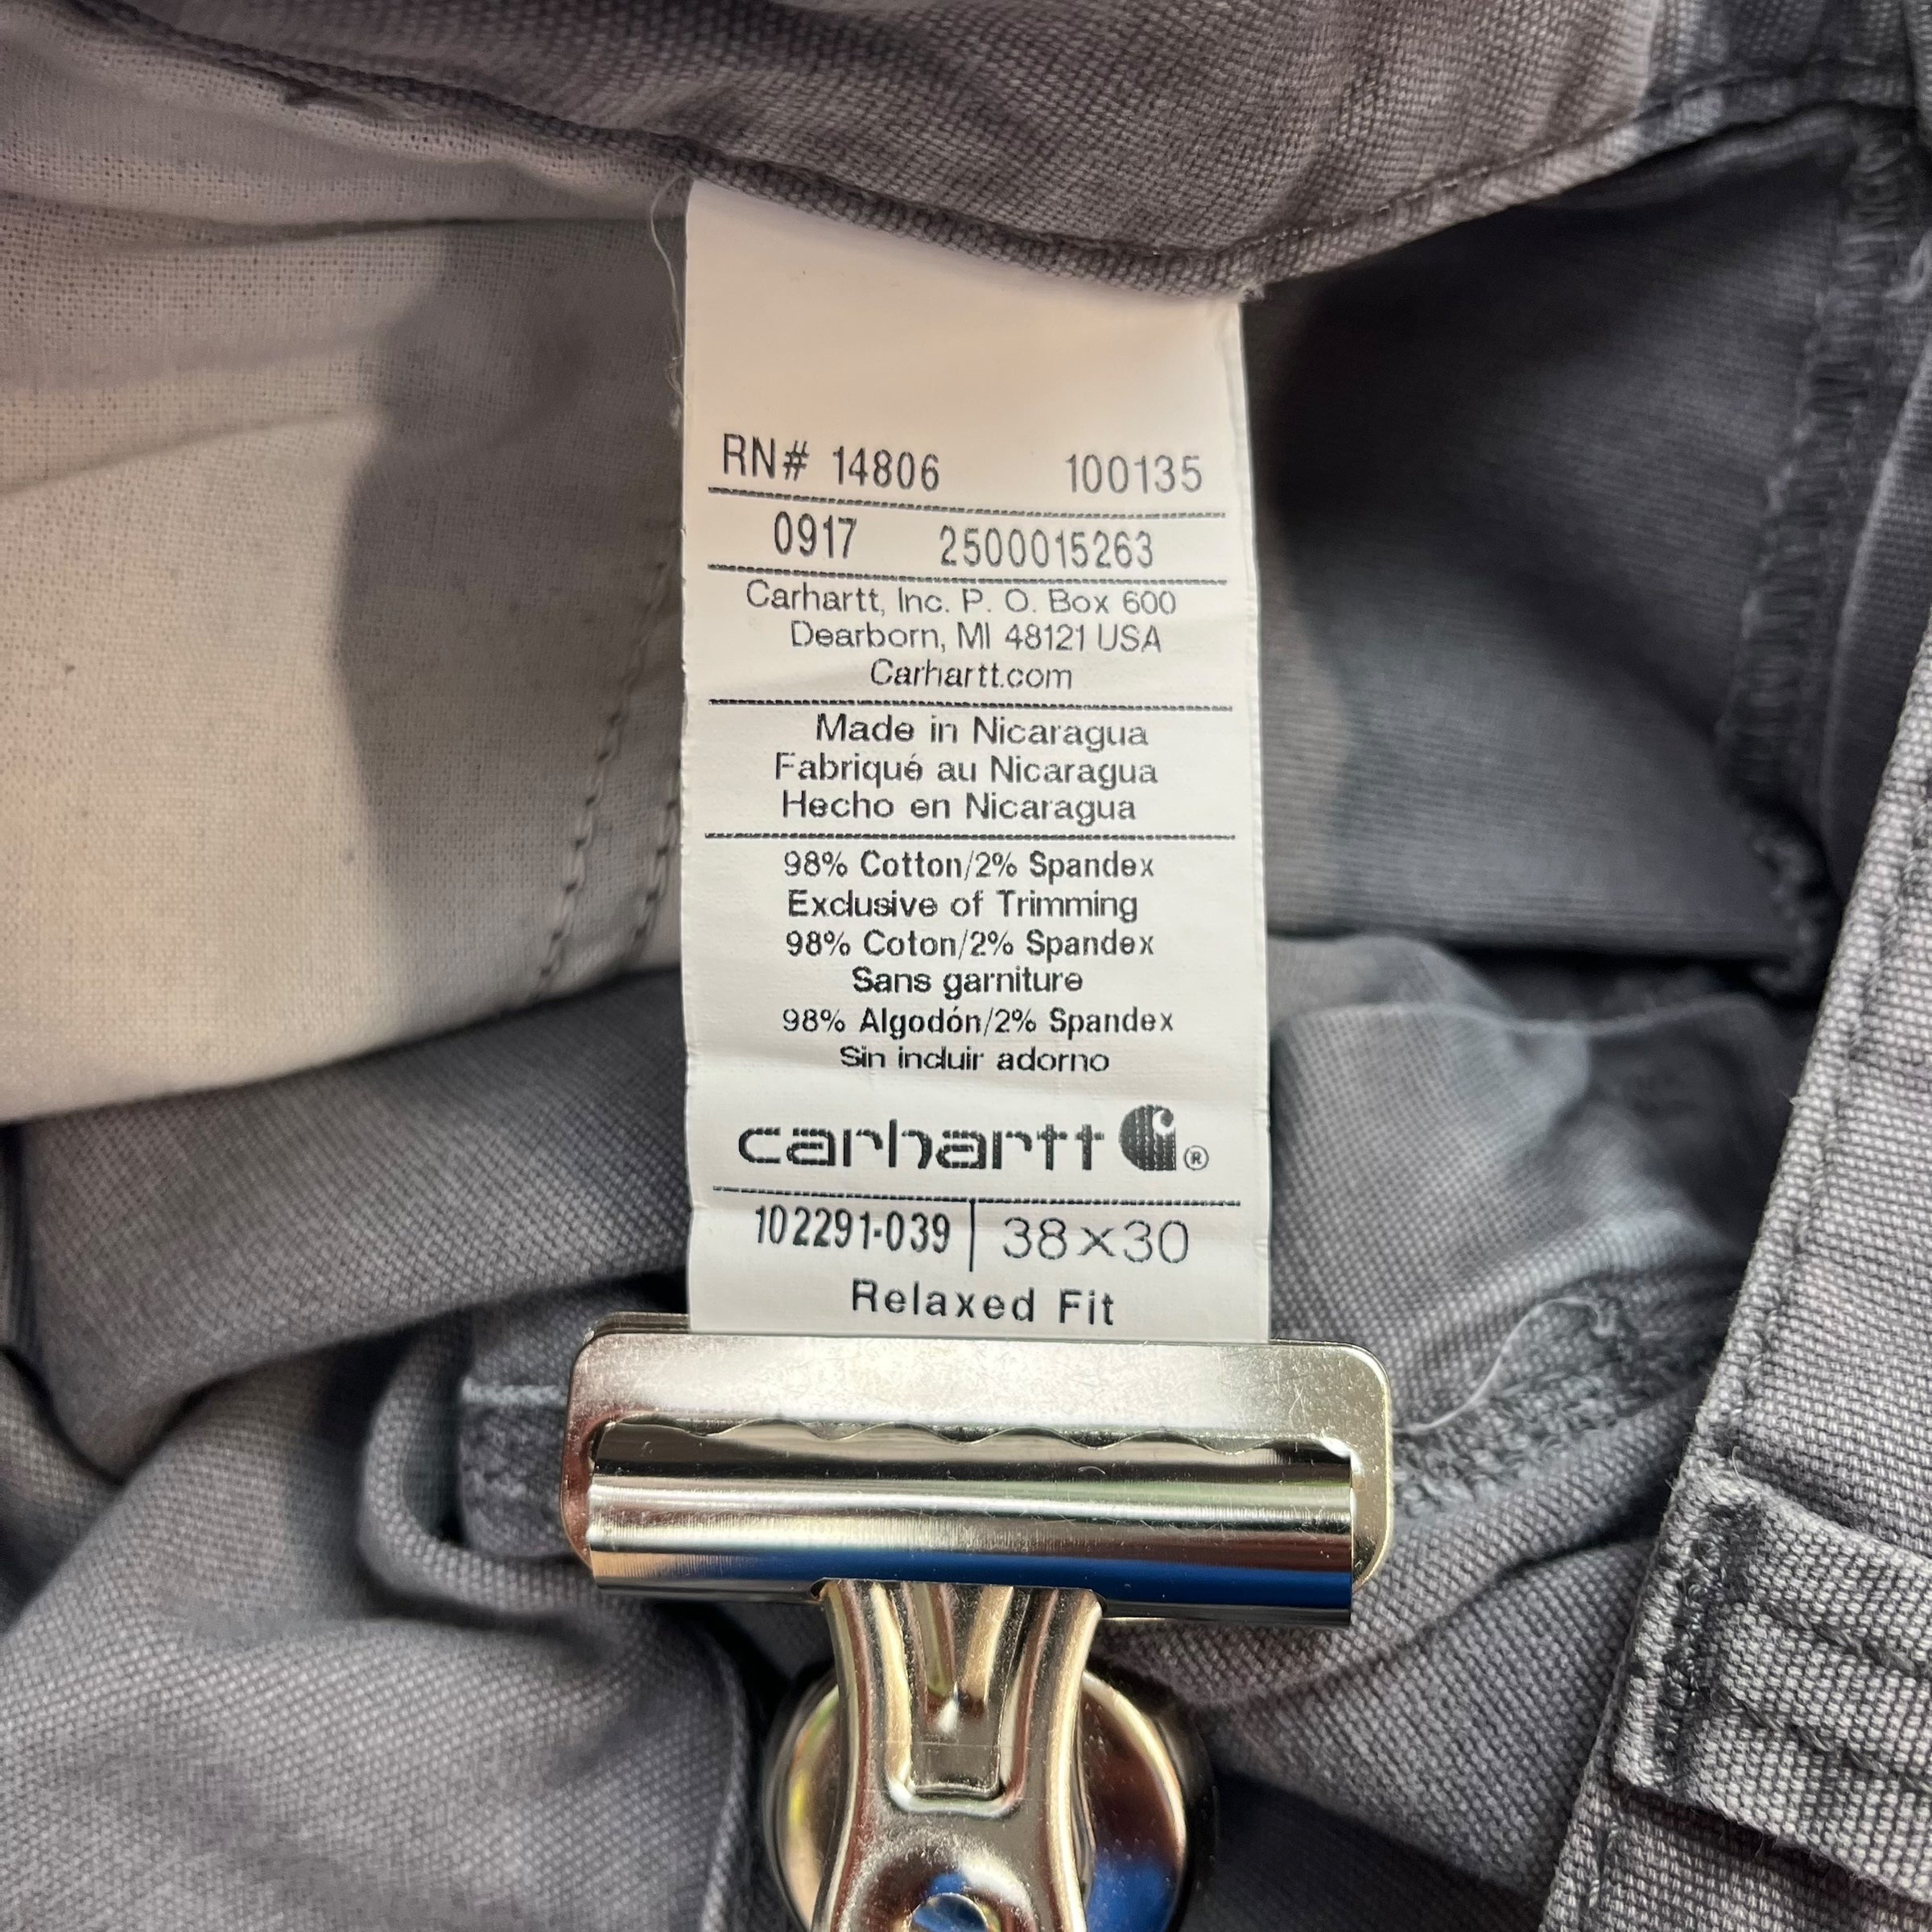 RN# 14806 100135
0917 2500015263
Carhartt, Inc. P. O. Box 600
Dearborn, MI 48121 USA
Carhartt.com
Made in Nicaragua
Fabriqué au Nicaragua
Hecho en Nicaragua
98% Cotton/2% Spandex
Exclusive of Trimming
98% Coton/2% Spandex
Sans garniture
98% Algodón/2% Spandex
Sin incluir adorno
carhartt ®
102291-039 | 38x30
Relaxed Fit